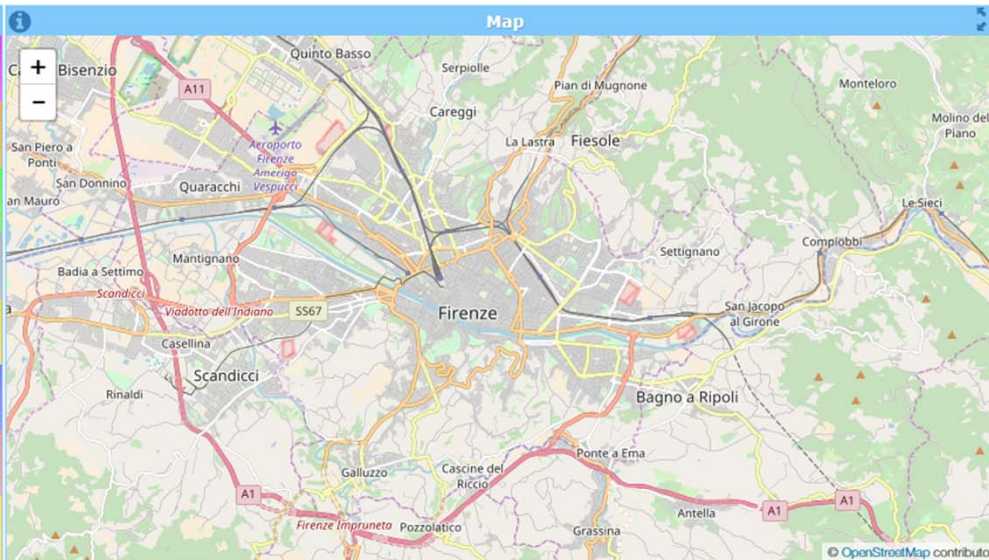 Map
+
−
Quinto Basso
Bisenzio
Serpiolle
A11
Pian di Mugnone
Monteloro
Careggi
Molino del
Piano
Aeroporto
Firenze
Amerigo
Vespucci
La Lastra
Fiesole
San Piero a
Ponti
San Donnino
Quaracchi
an Mauro
Le Sieci
Compiobbi
Settignano
Mantignano
Badia a Settimo
Scandicci
Viadotto dell'Indiano
SS67
Firenze
San Jacopo
al Girone
Casellina
Scandicci
Rinaldi
Bagno a Ripoli
Ponte a Ema
Galluzzo
Cascine del
Riccio
A1
A1
A1
Antella
Firenze Impruneta
Pozzolatico
Grassina
© OpenStreetMap contributo